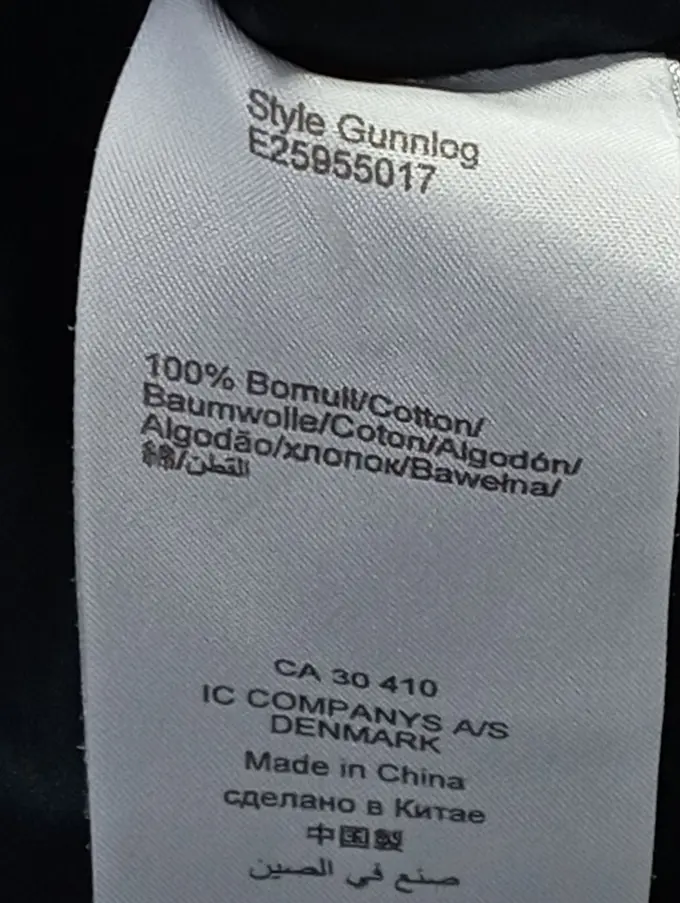 Style Gunnlog
E25955017
100% Bomull/Cotton/
Baumwolle/Coton/Algodón/
Algodão/хлопок/Bawełna/
綿/القطن
CA 30 410
IC COMPANYS A/S
DENMARK
Made in China
сделано в Китае
中国製
صنع في الصين